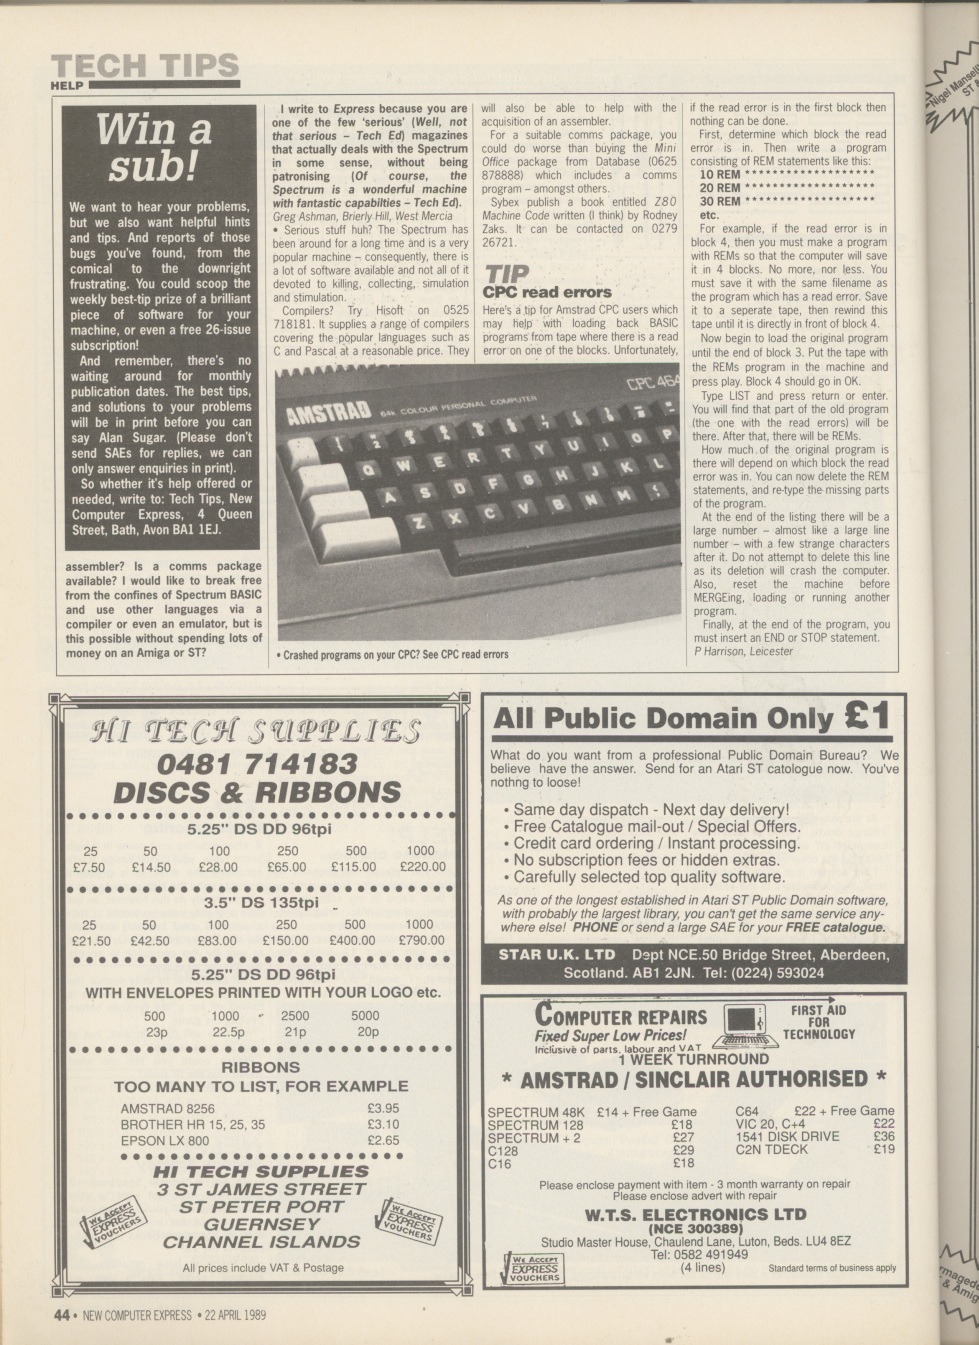 TECH TIPS
HELP
Win a
sub!
We want to hear your problems,
but we also want helpful hints
and tips. And reports of those
bugs you've found, from the
comical to the downright
frustrating. You could scoop the
weekly best-tip prize of a brilliant
piece of software for your
machine, or even a free 26-issue
subscription!
And remember, there's no
waiting around for monthly
publication dates. The best tips,
and solutions to your problems
will be in print before you can
say Alan Sugar. (Please don't
send SAEs for replies, we can
only answer enquiries in print).
So whether it's help offered or
needed, write to: Tech Tips, New
Computer Express, 4 Queen
Street, Bath, Avon BA1 1EJ.
assembler? Is a comms package
available? I would like to break free
from the confines of Spectrum BASIC
and use other languages via a
compiler or even an emulator, but is
this possible without spending lots of
money on an Amiga or ST?
I write to Express because you are
one of the few 'serious' (Well, not
that serious – Tech Ed) magazines
that actually deals with the Spectrum
in some sense, without being
patronising (Of course, the
Spectrum is a wonderful machine
with fantastic capabilties – Tech Ed).
Greg Ashman, Brierly Hill, West Mercia
• Serious stuff huh? The Spectrum has
been around for a long time and is a very
popular machine – consequently, there is
a lot of software available and not all of it
devoted to killing, collecting, simulation
and stimulation.
Compilers? Try Hisoft on 0525
718181. It supplies a range of compilers
covering the popular languages such as
C and Pascal at a reasonable price. They
will also be able to help with the
acquisition of an assembler.
For a suitable comms package, you
could do worse than buying the Mini
Office package from Database (0625
878888) which includes a comms
program – amongst others.
Sybex publish a book entitled Z80
Machine Code written (I think) by Rodney
Zaks. It can be contacted on 0279
26721.
TIP
CPC read errors
Here's a tip for Amstrad CPC users which
may help with loading back BASIC
programs from tape where there is a read
error on one of the blocks. Unfortunately,
if the read error is in the first block then
nothing can be done.
First, determine which block the read
error is in. Then write a program
consisting of REM statements like this:
10 REM *******************
20 REM *******************
30 REM *******************
etc.
For example, if the read error is in
block 4, then you must make a program
with REMs so that the computer will save
it in 4 blocks. No more, nor less. You
must save it with the same filename as
the program which has a read error. Save
it to a seperate tape, then rewind this
tape until it is directly in front of block 4.
Now begin to load the original program
until the end of block 3. Put the tape with
the REMs program in the machine and
press play. Block 4 should go in OK.
Type LIST and press return or enter.
You will find that part of the old program
(the one with the read errors) will be
there. After that, there will be REMs.
How much of the original program is
there will depend on which block the read
error was in. You can now delete the REM
statements, and re-type the missing parts
of the program.
At the end of the listing there will be a
large number – almost like a large line
number – with a few strange characters
after it. Do not attempt to delete this line
as its deletion will crash the computer.
Also, reset the machine before
MERGEing, loading or running another
program.
Finally, at the end of the program, you
must insert an END or STOP statement.
P Harrison, Leicester
AMSTRAD 64k COLOUR PERSONAL COMPUTER CPC 464
Q W E R T Y U I O P
A S D F G H J K L
Z X C V B N M
• Crashed programs on your CPC? See CPC read errors
HI TECH SUPPLIES
0481 714183
DISCS & RIBBONS
5.25" DS DD 96tpi
25 50 100 250 500 1000
£7.50 £14.50 £28.00 £65.00 £115.00 £220.00
3.5" DS 135tpi
25 50 100 250 500 1000
£21.50 £42.50 £83.00 £150.00 £400.00 £790.00
5.25" DS DD 96tpi
WITH ENVELOPES PRINTED WITH YOUR LOGO etc.
500 1000 2500 5000
23p 22.5p 21p 20p
RIBBONS
TOO MANY TO LIST, FOR EXAMPLE
AMSTRAD 8256 £3.95
BROTHER HR 15, 25, 35 £3.10
EPSON LX 800 £2.65
HI TECH SUPPLIES
3 ST JAMES STREET
ST PETER PORT
GUERNSEY
CHANNEL ISLANDS
WE ACCEPT
EXPRESS
VOUCHERS
WE ACCEPT
EXPRESS
VOUCHERS
All prices include VAT & Postage
All Public Domain Only £1
What do you want from a professional Public Domain Bureau? We
believe have the answer. Send for an Atari ST catologue now. You've
nothng to loose!
• Same day dispatch - Next day delivery!
• Free Catalogue mail-out / Special Offers.
• Credit card ordering / Instant processing.
• No subscription fees or hidden extras.
• Carefully selected top quality software.
As one of the longest established in Atari ST Public Domain software,
with probably the largest library, you can't get the same service any-
where else! PHONE or send a large SAE for your FREE catalogue.
STAR U.K. LTD Dept NCE.50 Bridge Street, Aberdeen,
Scotland. AB1 2JN. Tel: (0224) 593024
COMPUTER REPAIRS
Fixed Super Low Prices!
Inclusive of parts, labour and VAT
FIRST AID
FOR
TECHNOLOGY
1 WEEK TURNROUND
* AMSTRAD / SINCLAIR AUTHORISED *
SPECTRUM 48K £14 + Free Game
SPECTRUM 128 £18
SPECTRUM + 2 £27
C128 £29
C16 £18
C64 £22 + Free Game
VIC 20, C+4 £22
1541 DISK DRIVE £36
C2N TDECK £19
Please enclose payment with item - 3 month warranty on repair
Please enclose advert with repair
W.T.S. ELECTRONICS LTD
(NCE 300389)
Studio Master House, Chaulend Lane, Luton, Beds. LU4 8EZ
Tel: 0582 491949
(4 lines)
Standard terms of business apply
WE ACCEPT
EXPRESS
VOUCHERS
44 • NEW COMPUTER EXPRESS • 22 APRIL 1989
Nigel Mansell
ST &
& Amig